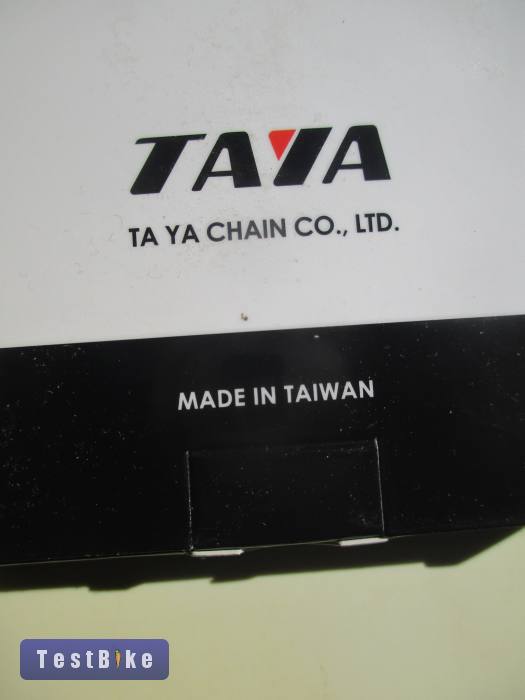 TAYA
TA YA CHAIN CO., LTD.
MADE IN TAIWAN
TestBike